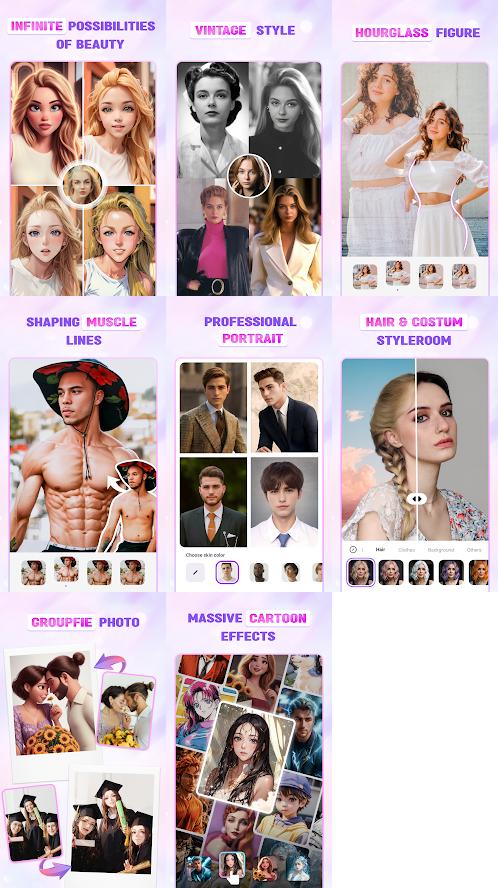 INFINITE POSSIBILITIES
OF BEAUTY
VINTAGE STYLE
HOURGLASS FIGURE
SHAPING MUSCLE
LINES
PROFESSIONAL
PORTRAIT
Choose skin color
HAIR & COSTUM
STYLEROOM
Hair Clothes Background Others
GROUPFIE PHOTO
MASSIVE CARTOON
EFFECTS